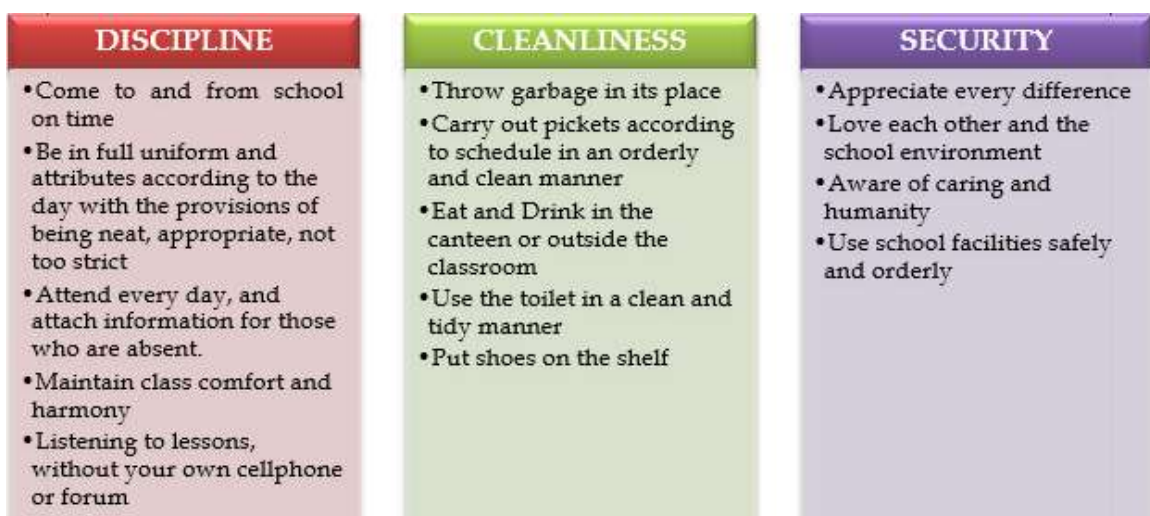 DISCIPLINE
•Come to and from school
on time
•Be in full uniform and
attributes according to the
day with the provisions of
being neat, appropriate, not
too strict
•Attend every day, and
attach information for those
who are absent.
•Maintain class comfort and
harmony
•Listening to lessons,
without your own cellphone
or forum
CLEANLINESS
•Throw garbage in its place
•Carry out pickets according
to schedule in an orderly
and clean manner
•Eat and Drink in the
canteen or outside the
classroom
•Use the toilet in a clean and
tidy manner
•Put shoes on the shelf
SECURITY
•Appreciate every difference
•Love each other and the
school environment
•Aware of caring and
humanity
•Use school facilities safely
and orderly